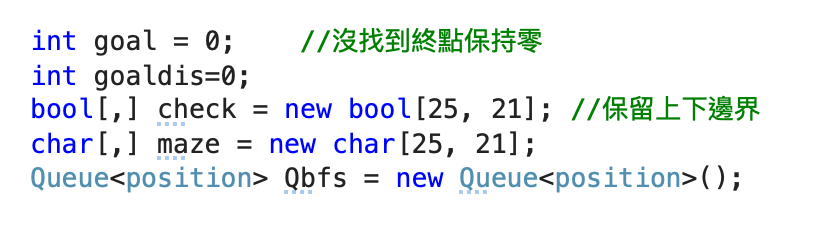 int goal = 0;    //沒找到終點保持零
int goaldis=0;
bool[,] check = new bool[25, 21]; //保留上下邊界
char[,] maze = new char[25, 21];
Queue<position> Qbfs = new Queue<position>();